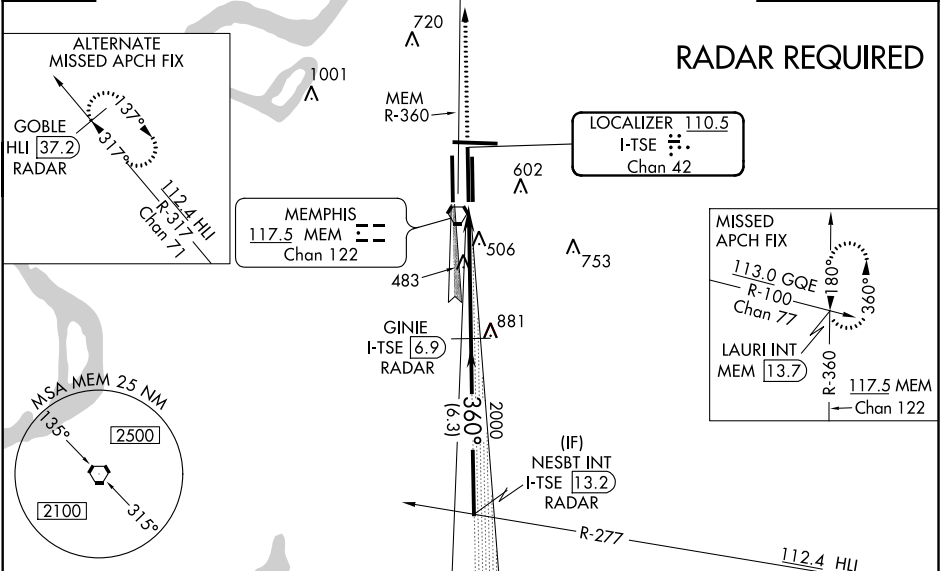 RADAR REQUIRED
ALTERNATE
MISSED APCH FIX
GOBLE
HLI 37.2
RADAR
137°
317°
112.4 HLI
R-317
Chan 71
720
1001
MEM
R-360
LOCALIZER 110.5
I-TSE
Chan 42
602
MEMPHIS
117.5 MEM
Chan 122
506
753
483
MISSED
APCH FIX
113.0 GQE
R-100
Chan 77
180°
360°
LAURI INT
MEM 13.7
R-360
117.5 MEM
Chan 122
GINIE
I-TSE 6.9
RADAR
881
MSA MEM 25 NM
135°
2500
2100
315°
360°
(6.3)
2000
(IF)
NESBT INT
I-TSE 13.2
RADAR
R-277
112.4 HLI